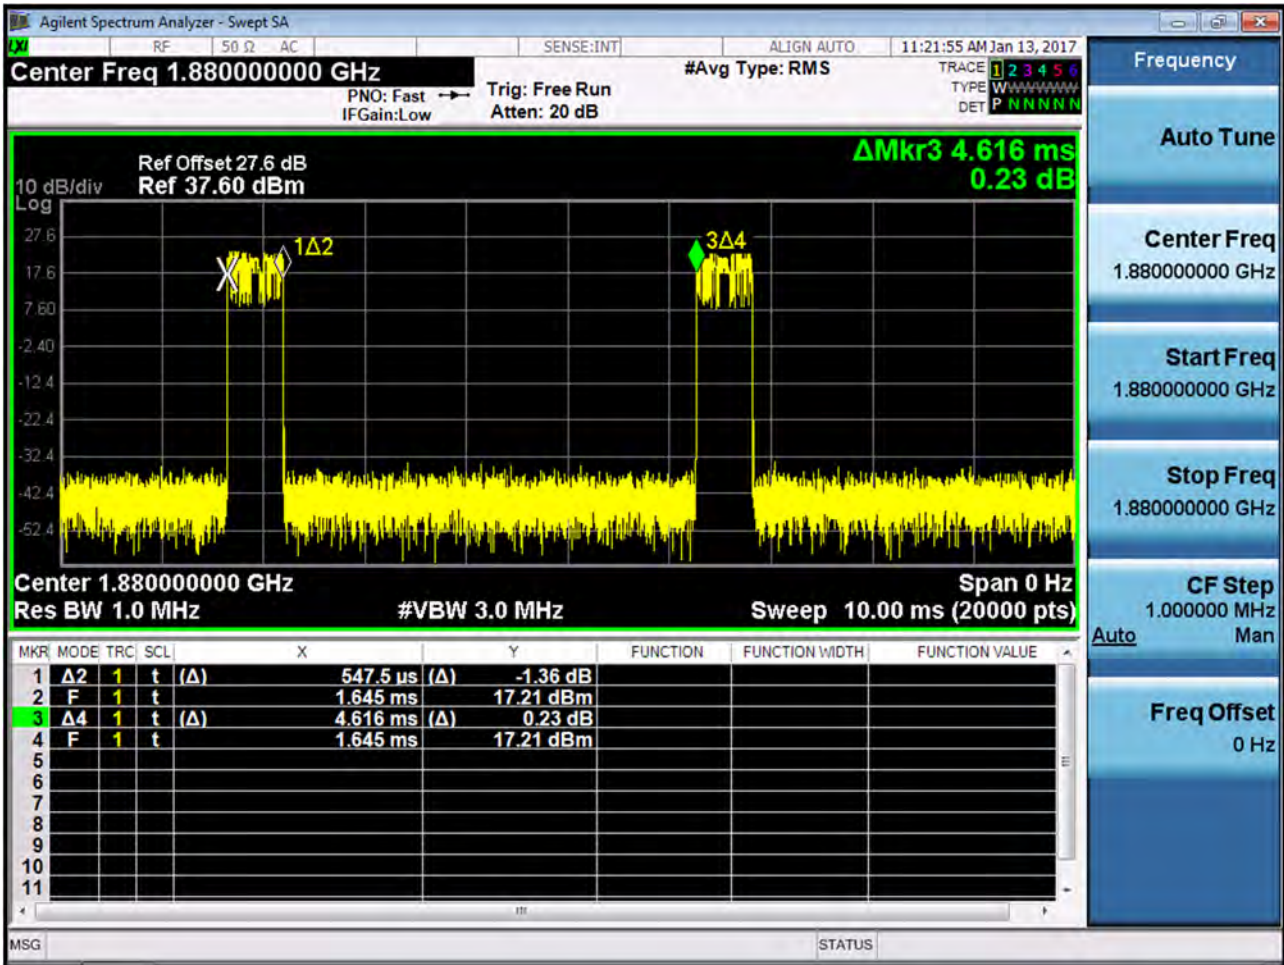 Agilent Spectrum Analyzer - Swept SA
LXI RF 50 Ω AC SENSE:INT ALIGN AUTO 11:21:55 AM Jan 13, 2017
Center Freq 1.880000000 GHz
PNO: Fast
IFGain:Low
Trig: Free Run
Atten: 20 dB
#Avg Type: RMS
TRACE 1 2 3 4 5 6
TYPE WWWWWW
DET P N N N N N
Ref Offset 27.6 dB
10 dB/div Ref 37.60 dBm
Log
ΔMkr3 4.616 ms
0.23 dB
27.6
17.6
7.60
-2.40
-12.4
-22.4
-32.4
-42.4
-52.4
X
1Δ2
3Δ4
Center 1.880000000 GHz Span 0 Hz
Res BW 1.0 MHz #VBW 3.0 MHz Sweep 10.00 ms (20000 pts)
MKR MODE TRC SCL X Y FUNCTION FUNCTION WIDTH FUNCTION VALUE
1 Δ2 1 t (Δ) 547.5 µs (Δ) -1.36 dB
2 F 1 t 1.645 ms 17.21 dBm
3 Δ4 1 t (Δ) 4.616 ms (Δ) 0.23 dB
4 F 1 t 1.645 ms 17.21 dBm
5
6
7
8
9
10
11
MSG STATUS
Frequency
Auto Tune
Center Freq
1.880000000 GHz
Start Freq
1.880000000 GHz
Stop Freq
1.880000000 GHz
CF Step
1.000000 MHz
Auto Man
Freq Offset
0 Hz